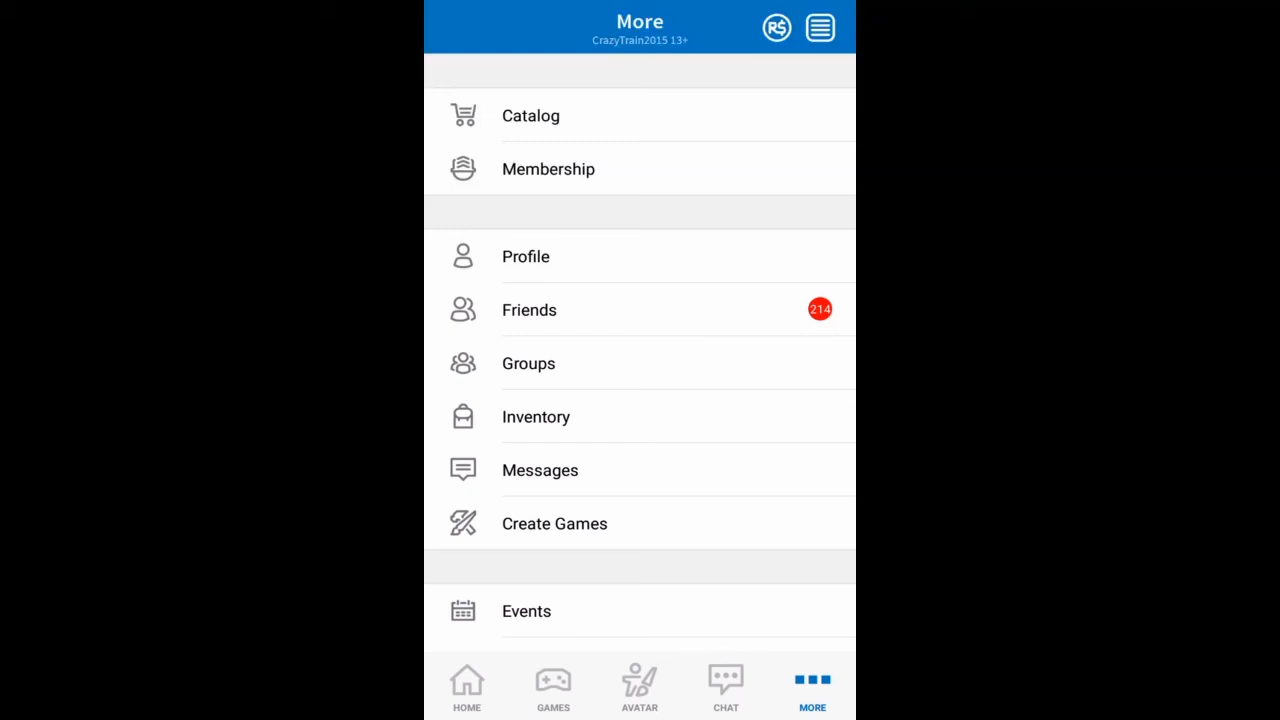 More
CrazyTrain2015 13+
R$
Catalog
Membership
Profile
Friends
214
Groups
Inventory
Messages
Create Games
Events
HOME
GAMES
AVATAR
CHAT
MORE